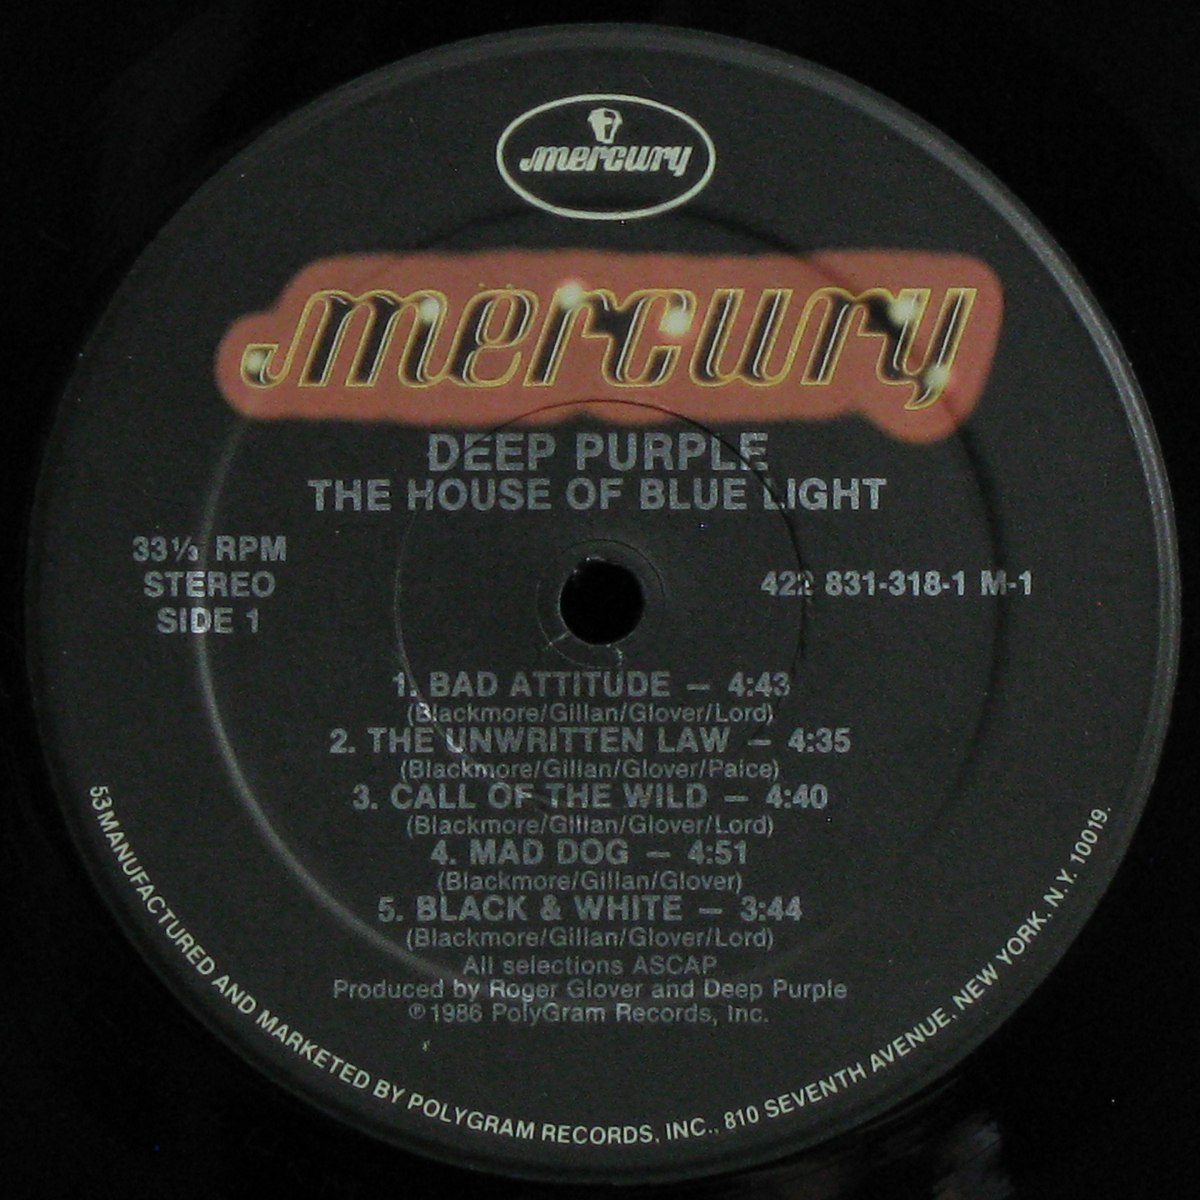 mercury
mercury
DEEP PURPLE
THE HOUSE OF BLUE LIGHT
33⅓ RPM
STEREO
SIDE 1
422 831-318-1 M-1
1. BAD ATTITUDE — 4:43
(Blackmore/Gillan/Glover/Lord)
2. THE UNWRITTEN LAW — 4:35
(Blackmore/Gillan/Glover/Paice)
3. CALL OF THE WILD — 4:40
(Blackmore/Gillan/Glover/Lord)
4. MAD DOG — 4:51
(Blackmore/Gillan/Glover)
5. BLACK & WHITE — 3:44
(Blackmore/Gillan/Glover/Lord)
All selections ASCAP
Produced by Roger Glover and Deep Purple
℗ 1986 PolyGram Records, Inc.
53 MANUFACTURED AND MARKETED BY POLYGRAM RECORDS, INC., 810 SEVENTH AVENUE, NEW YORK, N.Y. 10019.